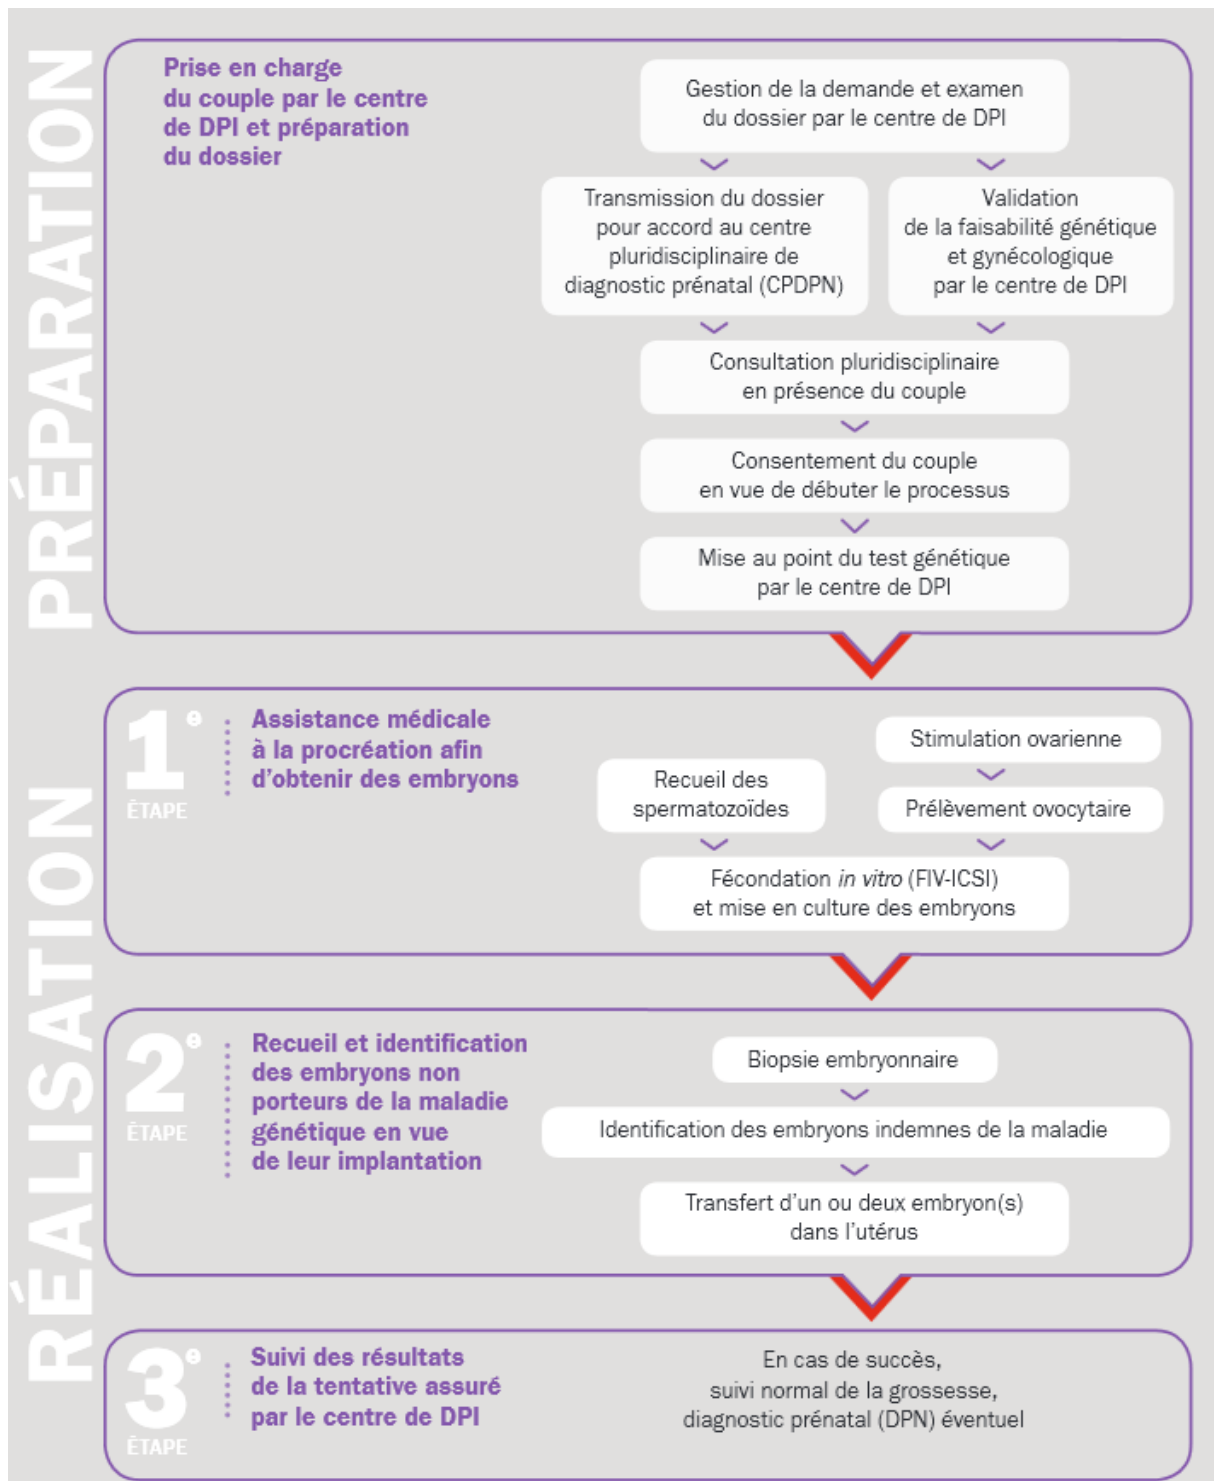 PRÉPARATION
Prise en charge
du couple par le centre
de DPI et préparation
du dossier
Gestion de la demande et examen
du dossier par le centre de DPI
Transmission du dossier
pour accord au centre
pluridisciplinaire de
diagnostic prénatal (CPDPN)
Validation
de la faisabilité génétique
et gynécologique
par le centre de DPI
Consultation pluridisciplinaire
en présence du couple
Consentement du couple
en vue de débuter le processus
Mise au point du test génétique
par le centre de DPI
RÉALISATION
1e
ÉTAPE
Assistance médicale
à la procréation afin
d'obtenir des embryons
Recueil des
spermatozoïdes
Stimulation ovarienne
Prélèvement ovocytaire
Fécondation in vitro (FIV-ICSI)
et mise en culture des embryons
2e
ÉTAPE
Recueil et identification
des embryons non
porteurs de la maladie
génétique en vue
de leur implantation
Biopsie embryonnaire
Identification des embryons indemnes de la maladie
Transfert d'un ou deux embryon(s)
dans l'utérus
3e
ÉTAPE
Suivi des résultats
de la tentative assuré
par le centre de DPI
En cas de succès,
suivi normal de la grossesse,
diagnostic prénatal (DPN) éventuel